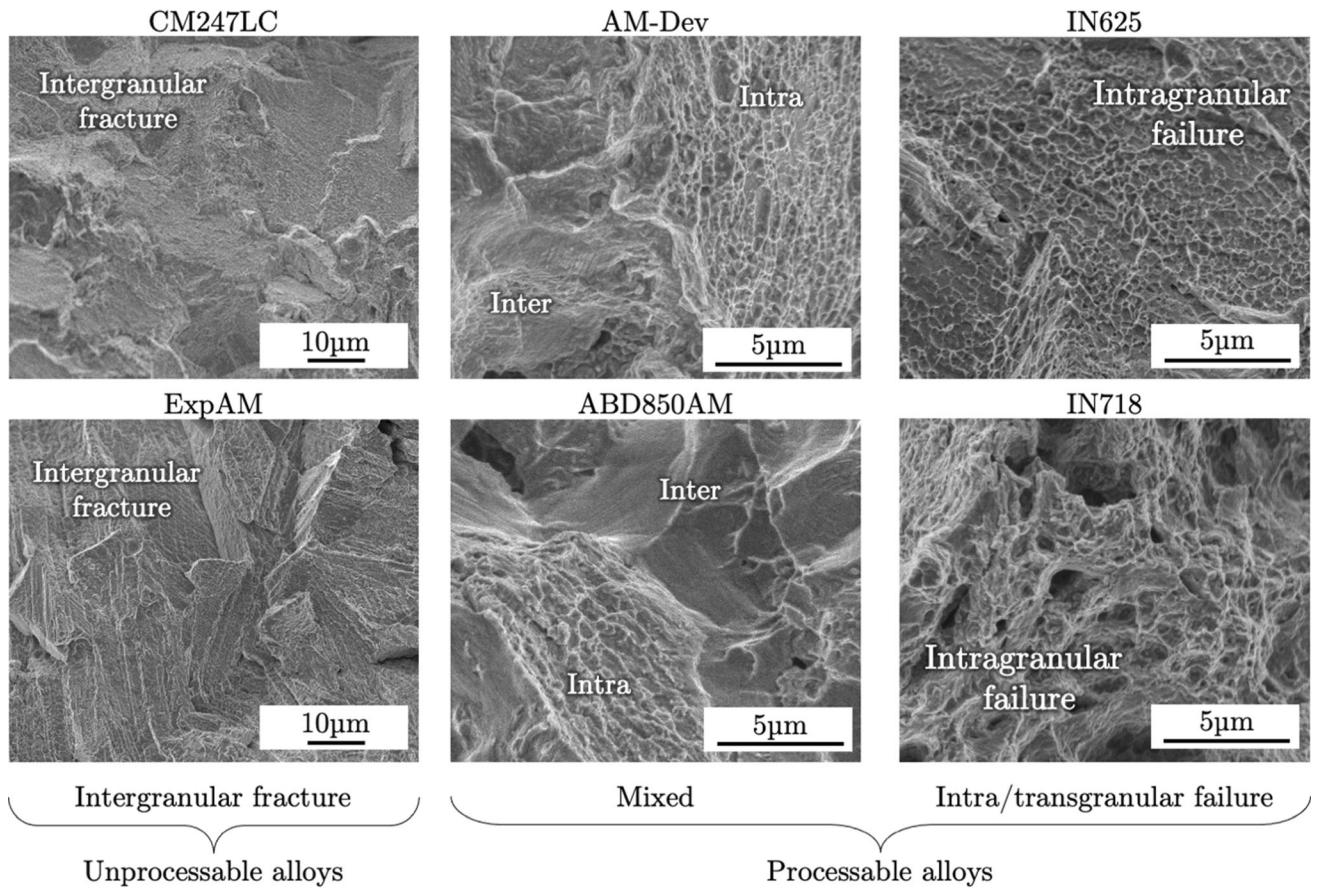 CM247LC
AM-Dev
IN625
Intergranular
fracture
10µm
Intra
Inter
5µm
Intragranular
failure
5µm
ExpAM
ABD850AM
IN718
Intergranular
fracture
10µm
Inter
Intra
5µm
Intragranular
failure
5µm
Intergranular fracture
Mixed
Intra/transgranular failure
Unprocessable alloys
Processable alloys